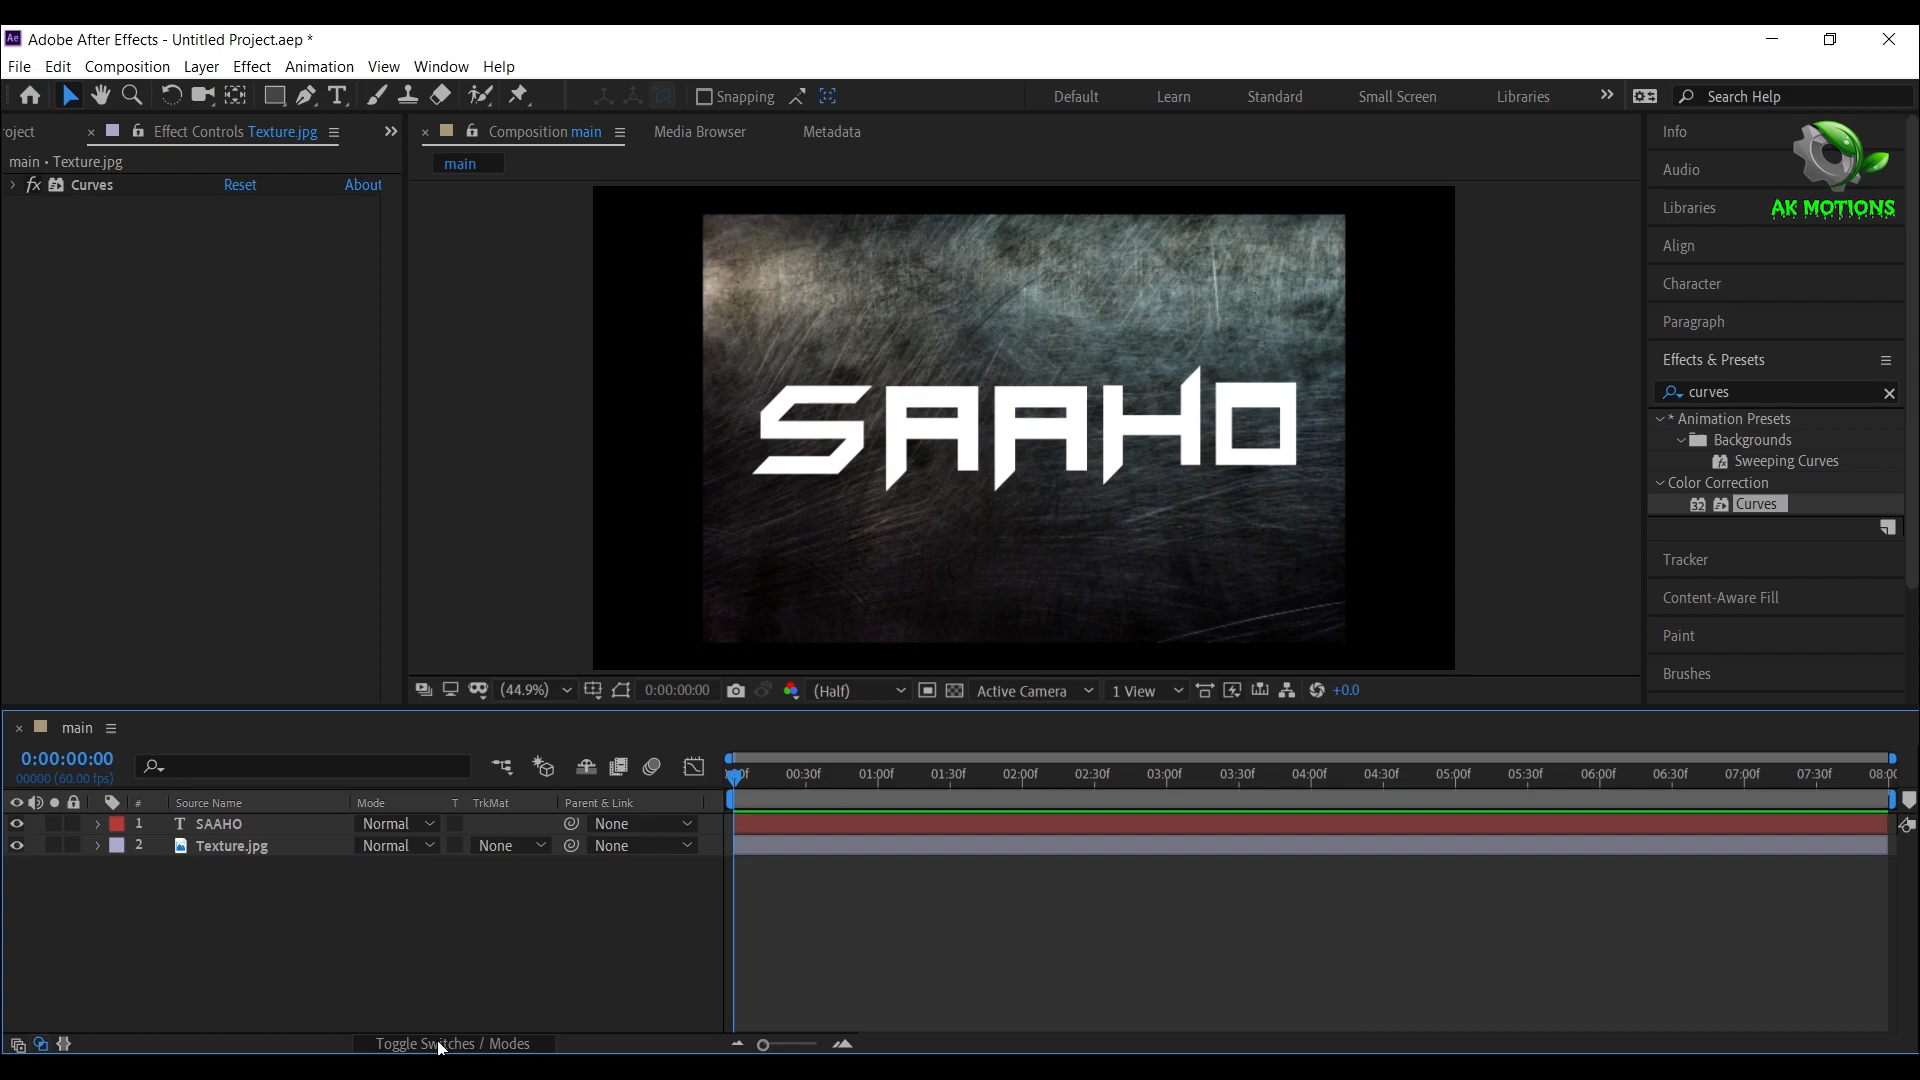 Ae Adobe After Effects - Untitled Project.aep *
File Edit Composition Layer Effect Animation View Window Help
T Snapping Default Learn Standard Small Screen Libraries Search Help
oject Effect Controls Texture.jpg Composition main Media Browser Metadata Info
main
main • Texture.jpg
fx Curves Reset About
Audio
Libraries
AK MOTIONS
Align
Character
Paragraph
Effects & Presets
curves
* Animation Presets
Backgrounds
Sweeping Curves
Color Correction
32 Curves
Tracker
Content-Aware Fill
Paint
Brushes
SAAHO
(44.9%) 0:00:00:00 (Half) Active Camera 1 View +0.0
main
0:00:00:00
00000 (60.00 fps)
00:30f 01:00f 01:30f 02:00f 02:30f 03:00f 03:30f 04:00f 04:30f 05:00f 05:30f 06:00f 06:30f 07:00f 07:30f 08:00
# Source Name Mode T TrkMat Parent & Link
1 T SAAHO Normal None
2 Texture.jpg Normal None None
Toggle Switches / Modes